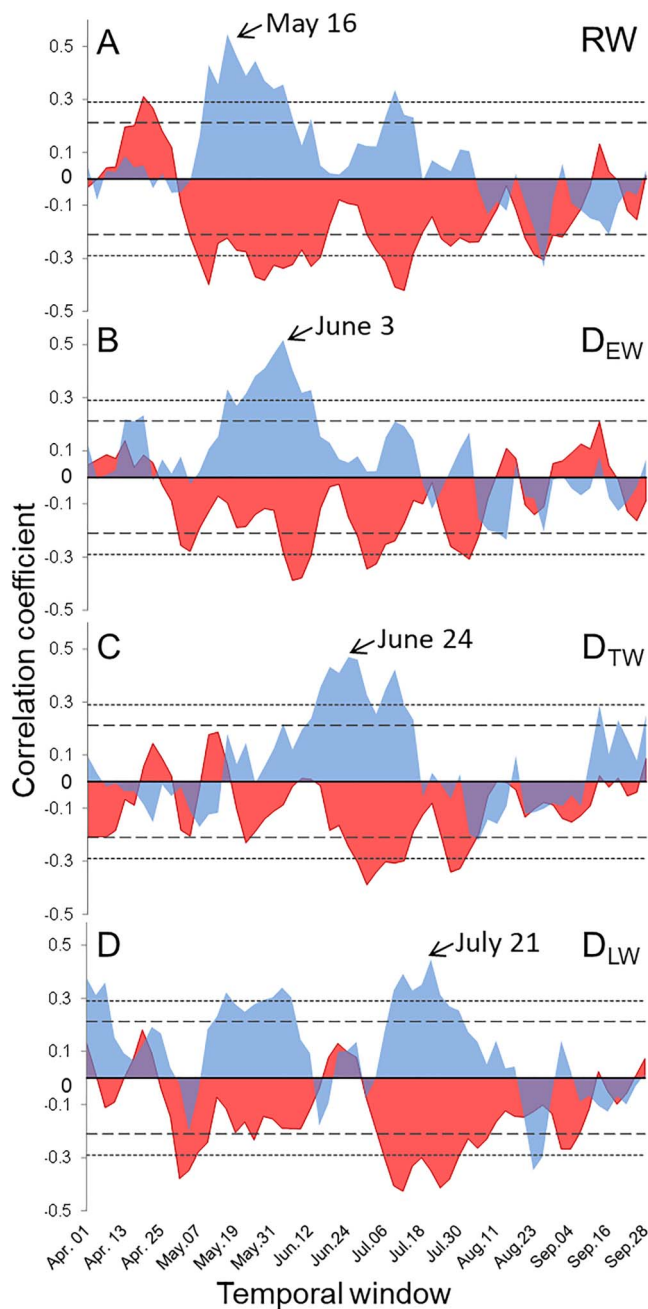 May 16
A
RW
0.5
0.3
0.1
0
-0.1
-0.3
-0.5
June 3
B
DEW
0.5
0.3
0.1
0
-0.1
-0.3
-0.5
June 24
C
DTW
0.5
0.3
0.1
0
-0.1
-0.3
-0.5
July 21
D
DLW
0.5
0.3
0.1
0
-0.1
-0.3
-0.5
Correlation coefficient
Apr. 01
Apr. 13
Apr. 25
May.07
May.19
May.31
Jun.12
Jun.24
Jul.06
Jul.18
Jul.30
Aug.11
Aug.23
Sep.04
Sep.16
Sep.28
Temporal window